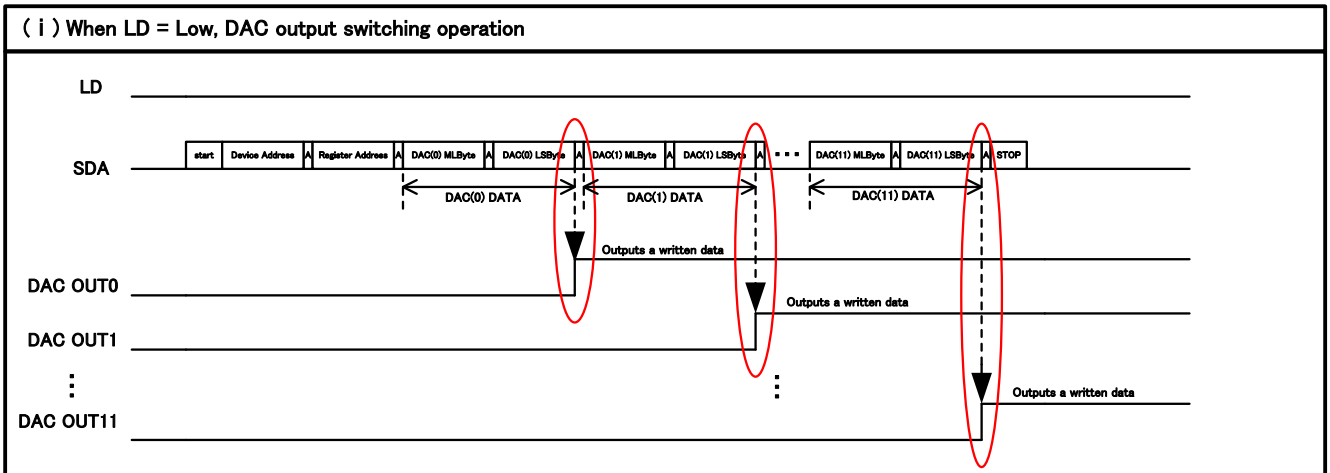 ( i ) When LD = Low, DAC output switching operation
LD
SDA
start Device Address A Register Address A DAC(0) MLByte A DAC(0) LSByte A DAC(1) MLByte A DAC(1) LSByte A ・・・ DAC(11) MLByte A DAC(11) LSByte A STOP
DAC(0) DATA DAC(1) DATA DAC(11) DATA
Outputs a written data
DAC OUT0
Outputs a written data
DAC OUT1
Outputs a written data
DAC OUT11